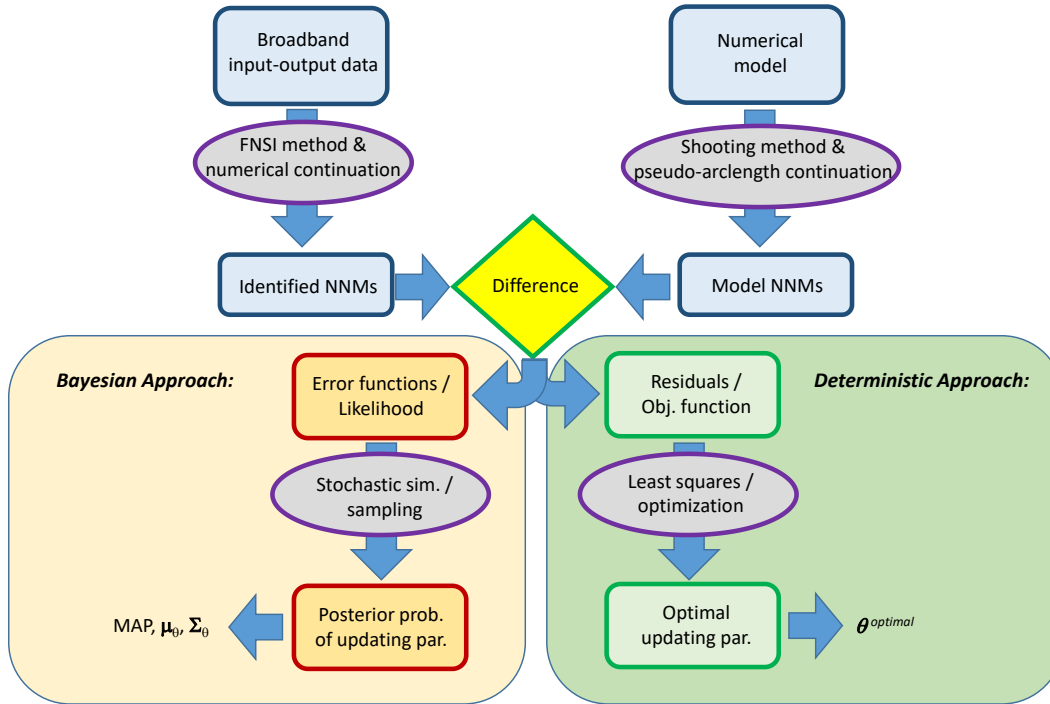 Broadband
input-output data
Numerical
model
FNSI method &
numerical continuation
Shooting method &
pseudo-arclength continuation
Identified NNMs
Difference
Model NNMs
Bayesian Approach:
Error functions /
Likelihood
Residuals /
Obj. function
Deterministic Approach:
Stochastic sim. /
sampling
Least squares /
optimization
MAP, μθ, Σθ
Posterior prob.
of updating par.
Optimal
updating par.
θ optimal